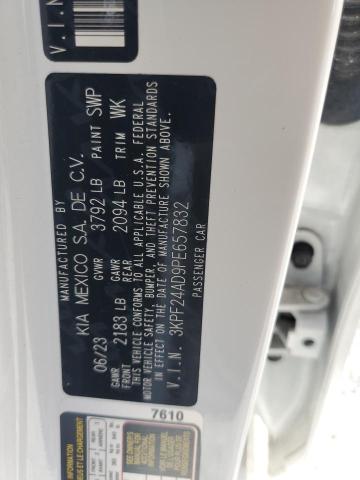 V.I.N
MANUFACTURED BY
KIA MEXICO S.A. DE C.V.
06/23 GVWR 3792 LB PAINT SWP
GAWR FRONT 2183 LB GAWR REAR 2094 LB TRIM WK
THIS VEHICLE CONFORMS TO ALL APPLICABLE U.S.A. FEDERAL
MOTOR VEHICLE SAFETY, BUMPER, AND THEFT PREVENTION STANDARDS
IN EFFECT ON THE DATE OF MANUFACTURE SHOWN ABOVE.
V.I.N. 3KPF24AD9PE657832
PASSENGER CAR
7610
INFORMATION